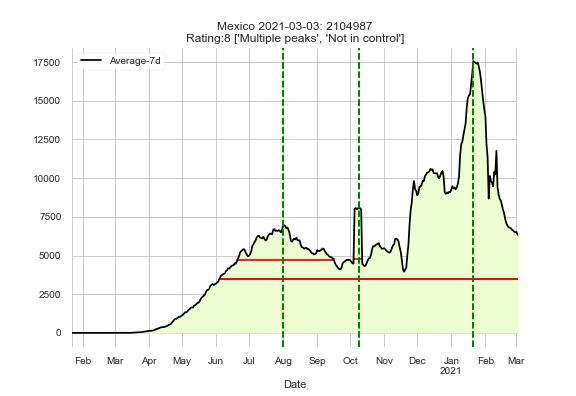 Mexico 2021-03-03: 2104987
Rating:8 ['Multiple peaks', 'Not in control']
Average-7d
17500
15000
12500
10000
7500
5000
2500
0
Feb Mar Apr May Jun Jul Aug Sep Oct Nov Dec Jan Feb Mar
2021
Date